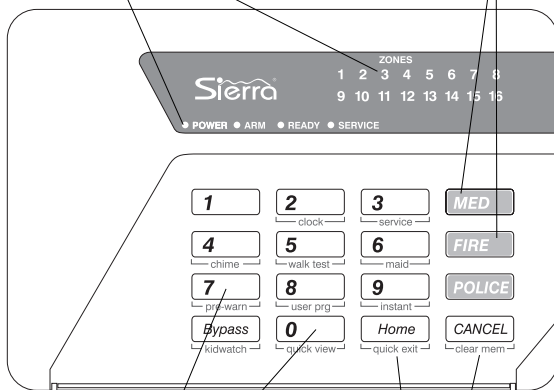 ZONES
Sierra
1 2 3 4 5 6 7 8
9 10 11 12 13 14 15 16
POWER ARM READY SERVICE
1 2 3 MED
clock service
4 5 6 FIRE
chime walk test maid
7 8 9 POLICE
pre-warn user prg instant
Bypass 0 Home CANCEL
kidwatch quick view quick exit clear mem